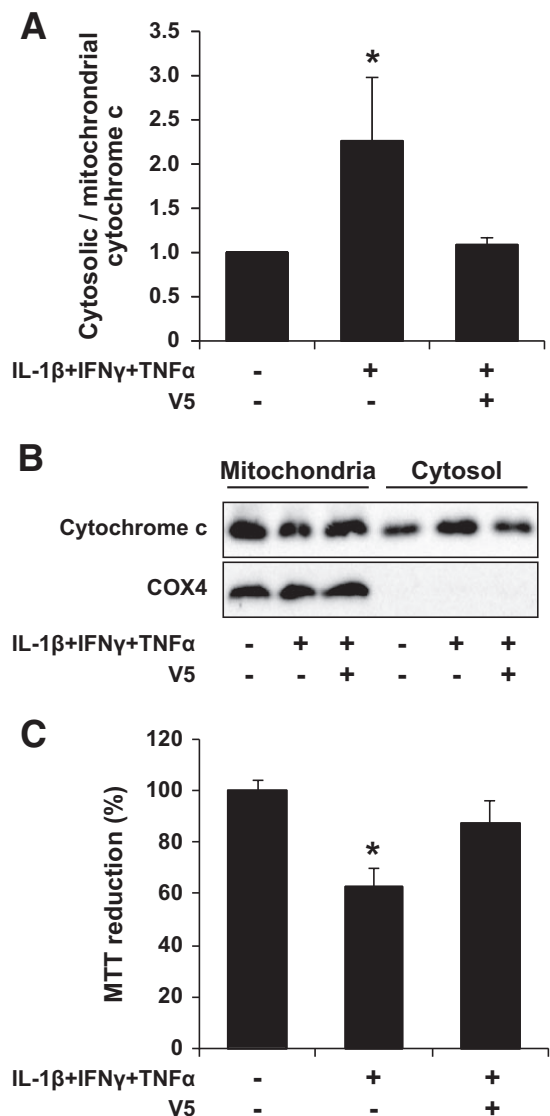 A
Cytosolic / mitochrondrial
cytochrome c
3.5
3.0
2.5
2.0
1.5
1.0
0.5
0
*
IL-1β+IFNγ+TNFα - + +
V5 - - +
B
Mitochondria Cytosol
Cytochrome c
COX4
IL-1β+IFNγ+TNFα - + + - + +
V5 - - + - - +
C
MTT reduction (%)
120
100
80
60
40
20
0
*
IL-1β+IFNγ+TNFα - + +
V5 - - +